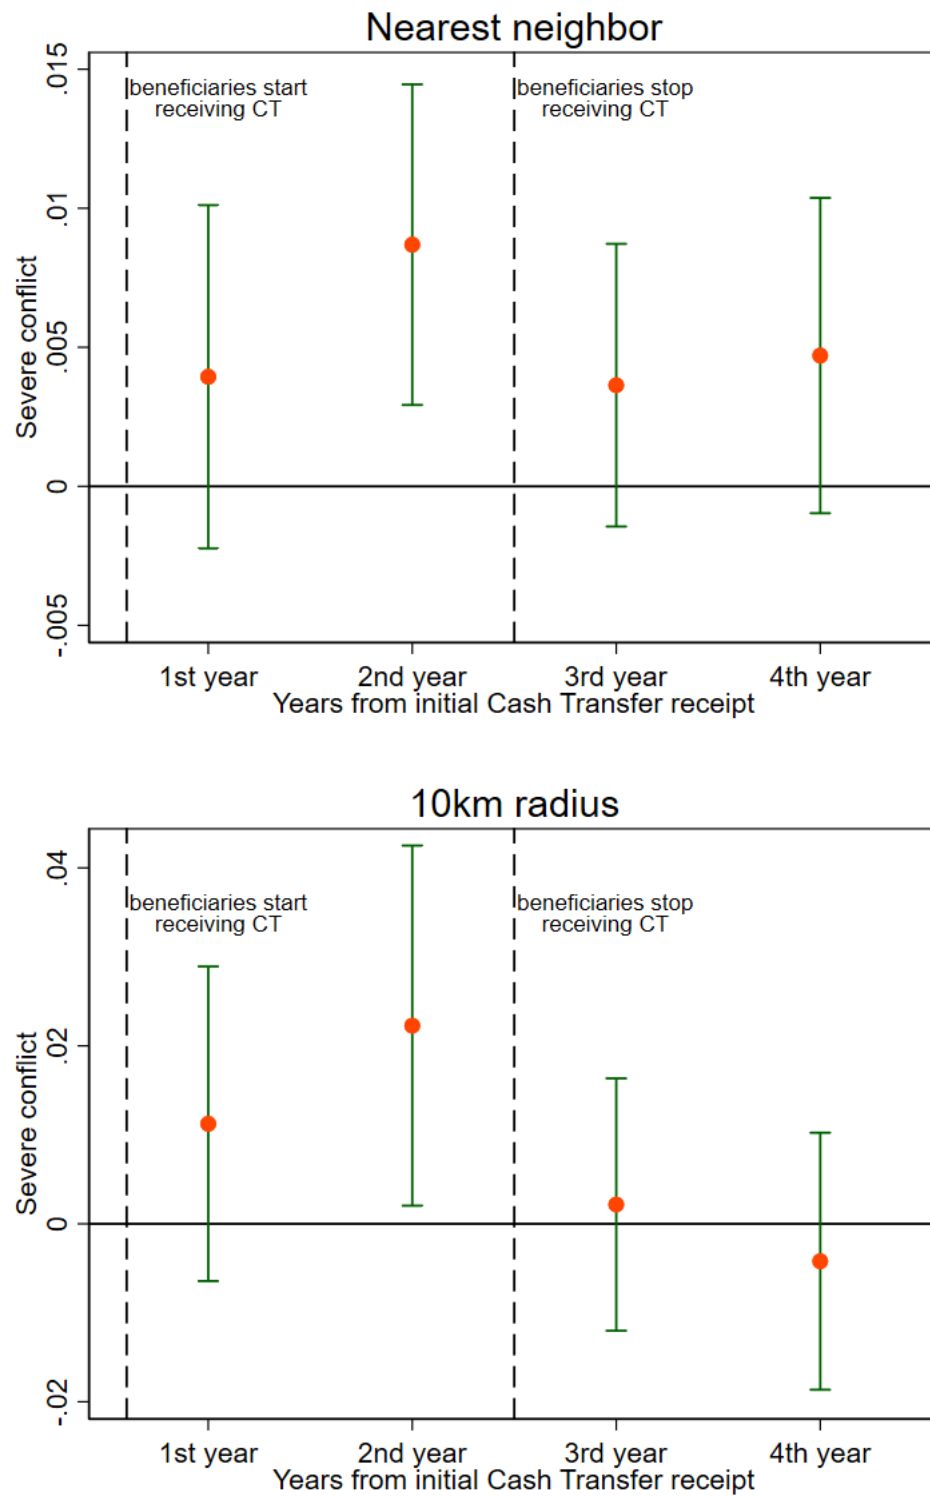 Nearest neighbor
beneficiaries start
receiving CT
beneficiaries stop
receiving CT
Severe conflict
.015
.01
.005
0
-.005
1st year
2nd year
3rd year
4th year
Years from initial Cash Transfer receipt
10km radius
beneficiaries start
receiving CT
beneficiaries stop
receiving CT
Severe conflict
.04
.02
0
-.02
1st year
2nd year
3rd year
4th year
Years from initial Cash Transfer receipt